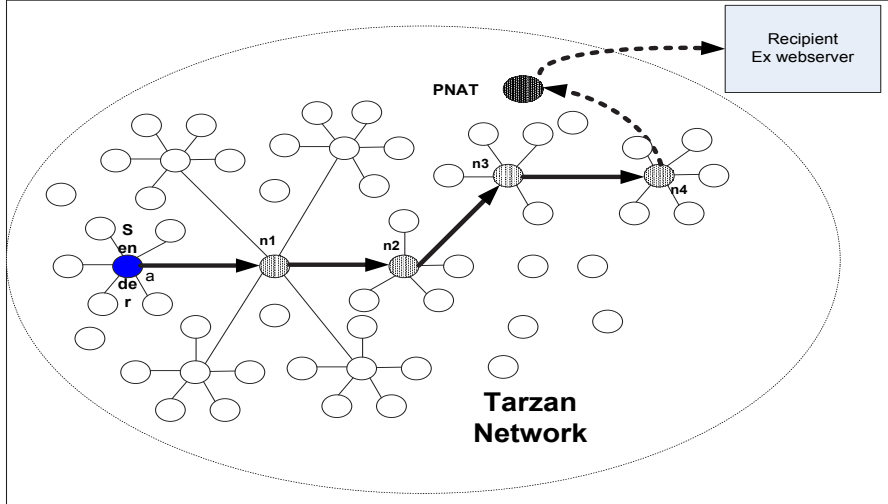 Recipient
Ex webserver
PNAT
n3
n4
S
en
de
r
a
n1
n2
Tarzan
Network